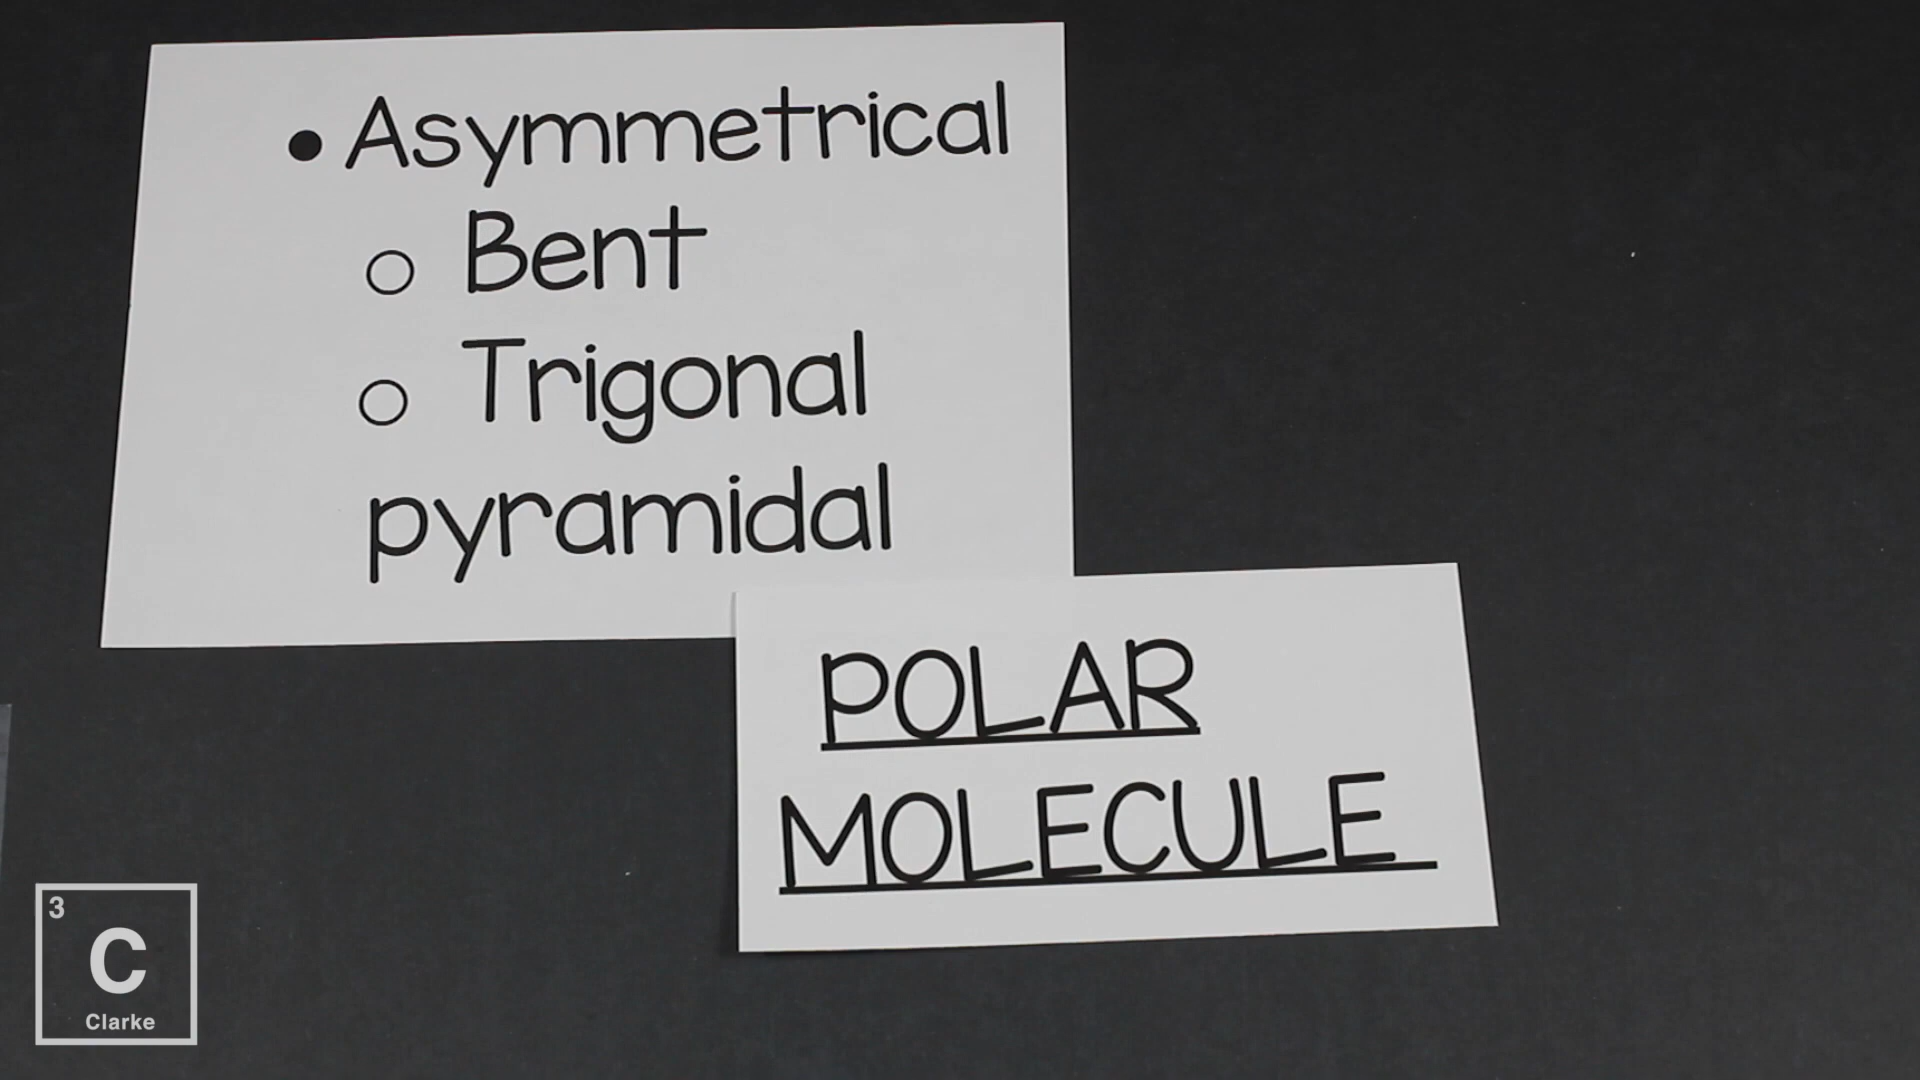 • Asymmetrical
○ Bent
○ Trigonal
pyramidal
POLAR
MOLECULE
3
C
Clarke